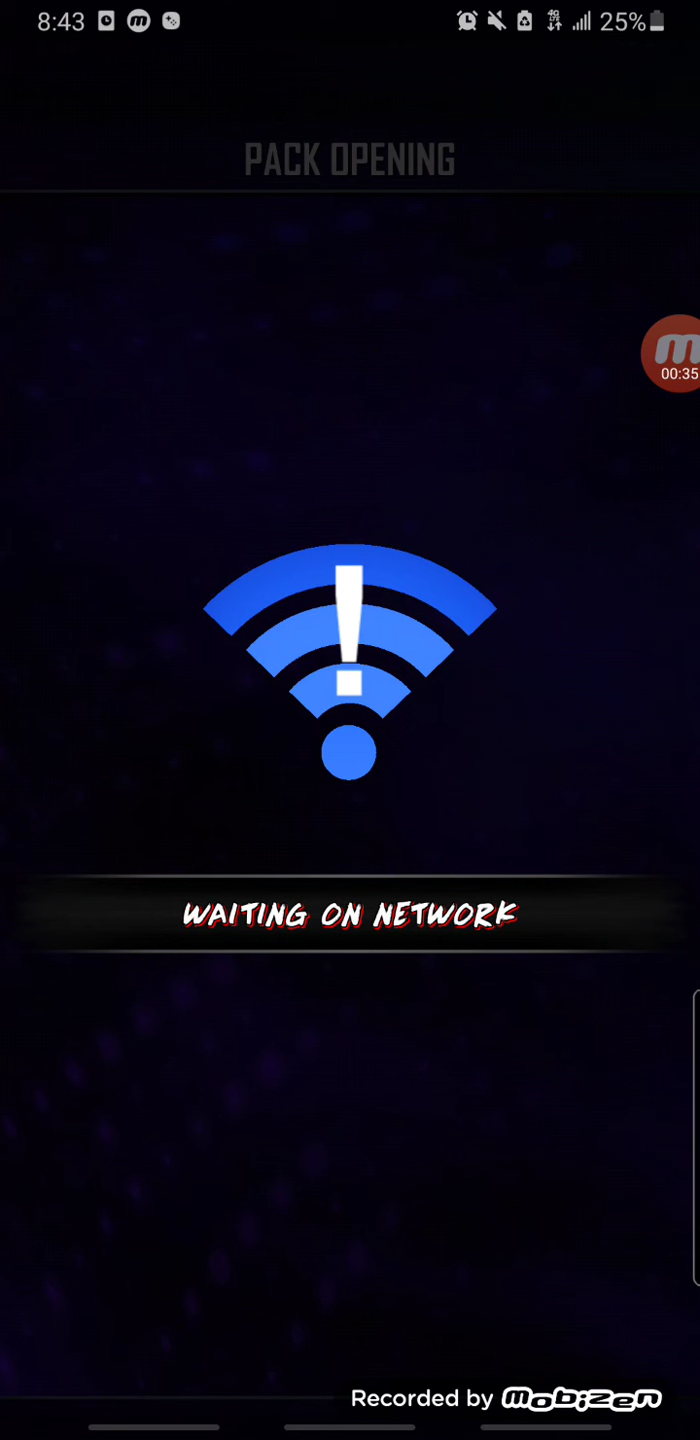 8:43
25%
PACK OPENING
00:35
WAITING ON NETWORK
Recorded by mobizen